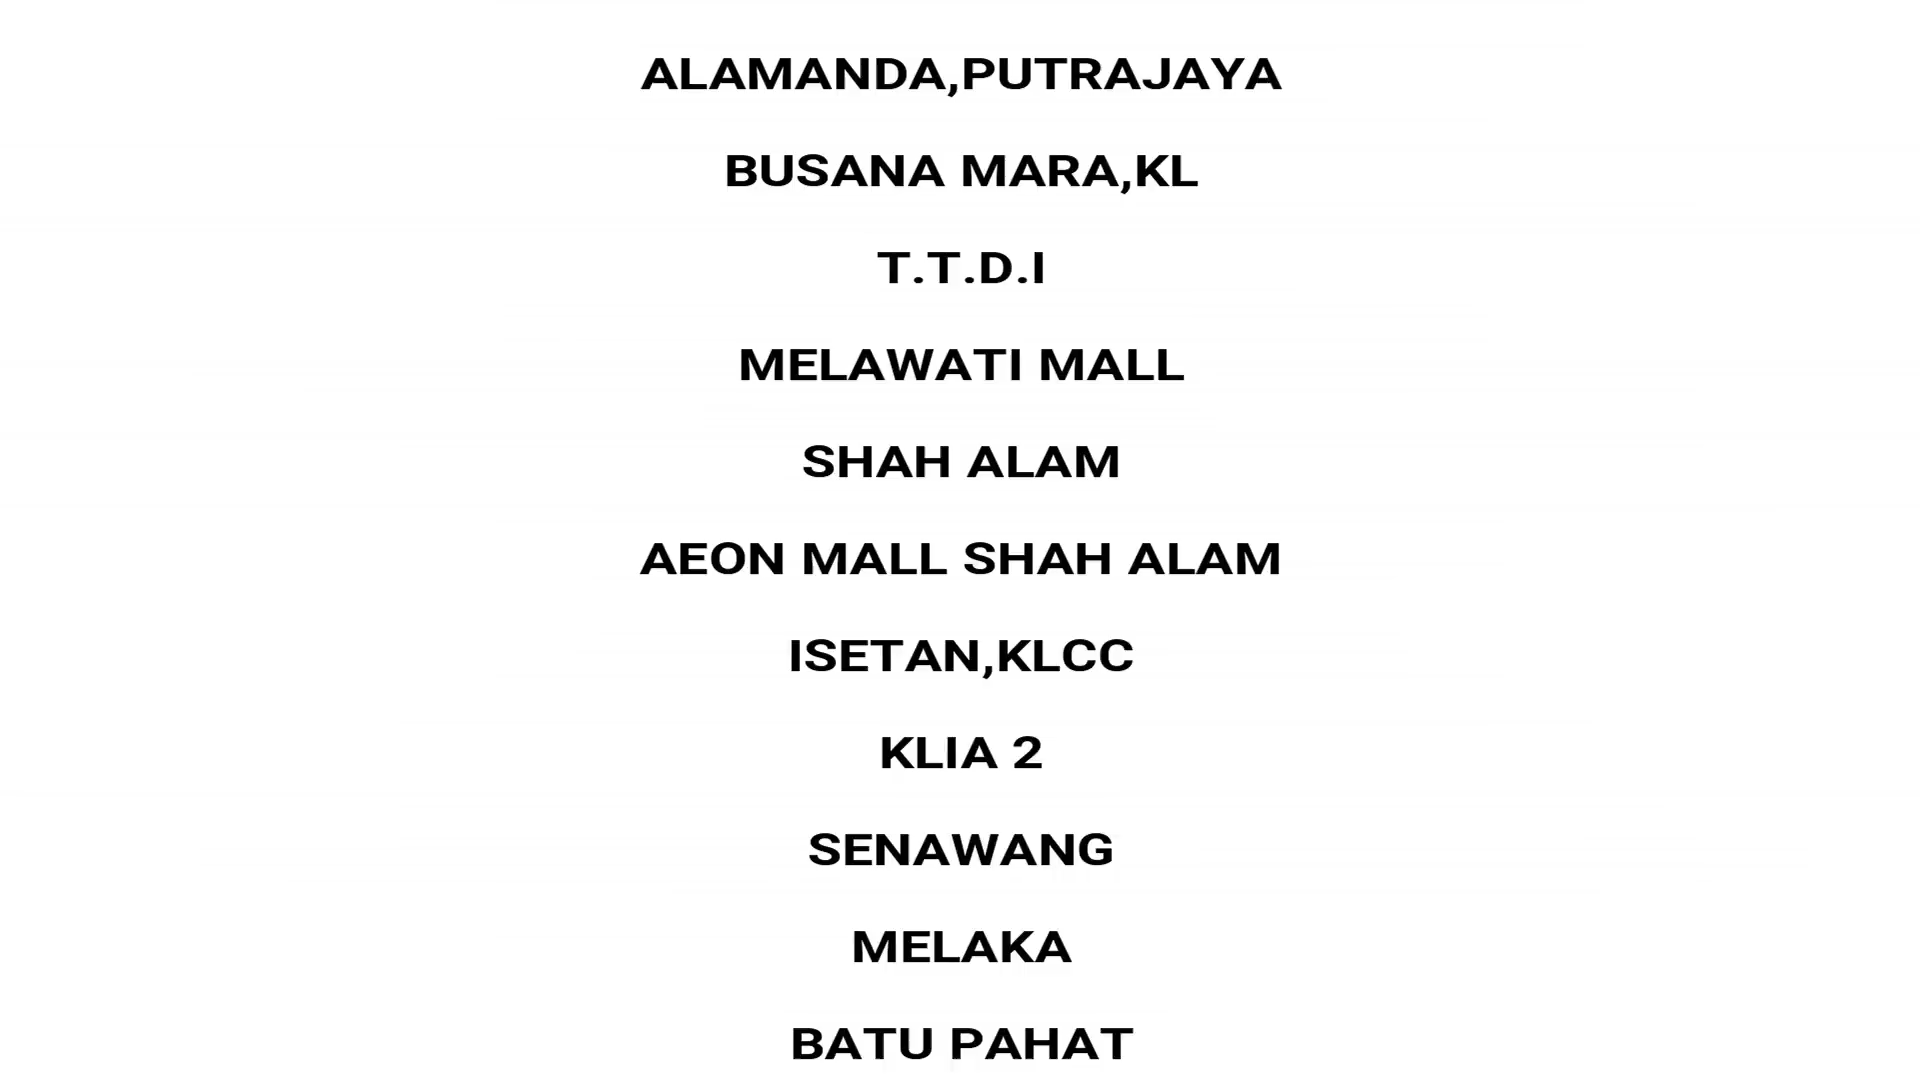 ALAMANDA,PUTRAJAYA
BUSANA MARA,KL
T.T.D.I
MELAWATI MALL
SHAH ALAM
AEON MALL SHAH ALAM
ISETAN,KLCC
KLIA 2
SENAWANG
MELAKA
BATU PAHAT